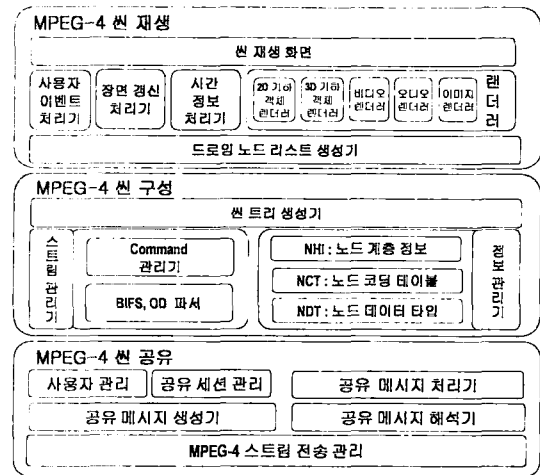 MPEG-4 씬 재생
씬 재생 화면
사용자
이벤트
처리기
장면 갱신
처리기
시간
정보
처리기
2D 기하
객체
렌더러
3D 기하
객체
렌더러
비디오
렌더러
오디오
렌더러
이미지
렌더러
랜더러
드로잉 노드 리스트 생성기
MPEG-4 씬 구성
씬 트리 생성기
스트림 관리기
Command
관리기
BIFS, OD 파서
NHI : 노드 계층 정보
NCT : 노드 코딩 테이블
NDT : 노드 데이터 타입
정보 관리기
MPEG-4 씬 공유
사용자 관리
공유 세션 관리
공유 메시지 처리기
공유 메시지 생성기
공유 메시지 해석기
MPEG-4 스트림 전송 관리